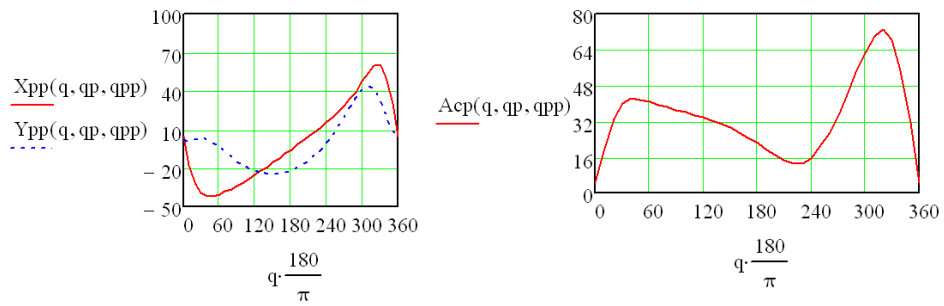 100
70
40
10
− 20
− 50
Xpp(q, qp, qpp)
Ypp(q, qp, qpp)
0 60 120 180 240 300 360
q·180/π
80
64
48
32
16
0
Acp(q, qp, qpp)
0 60 120 180 240 300 360
q·180/π